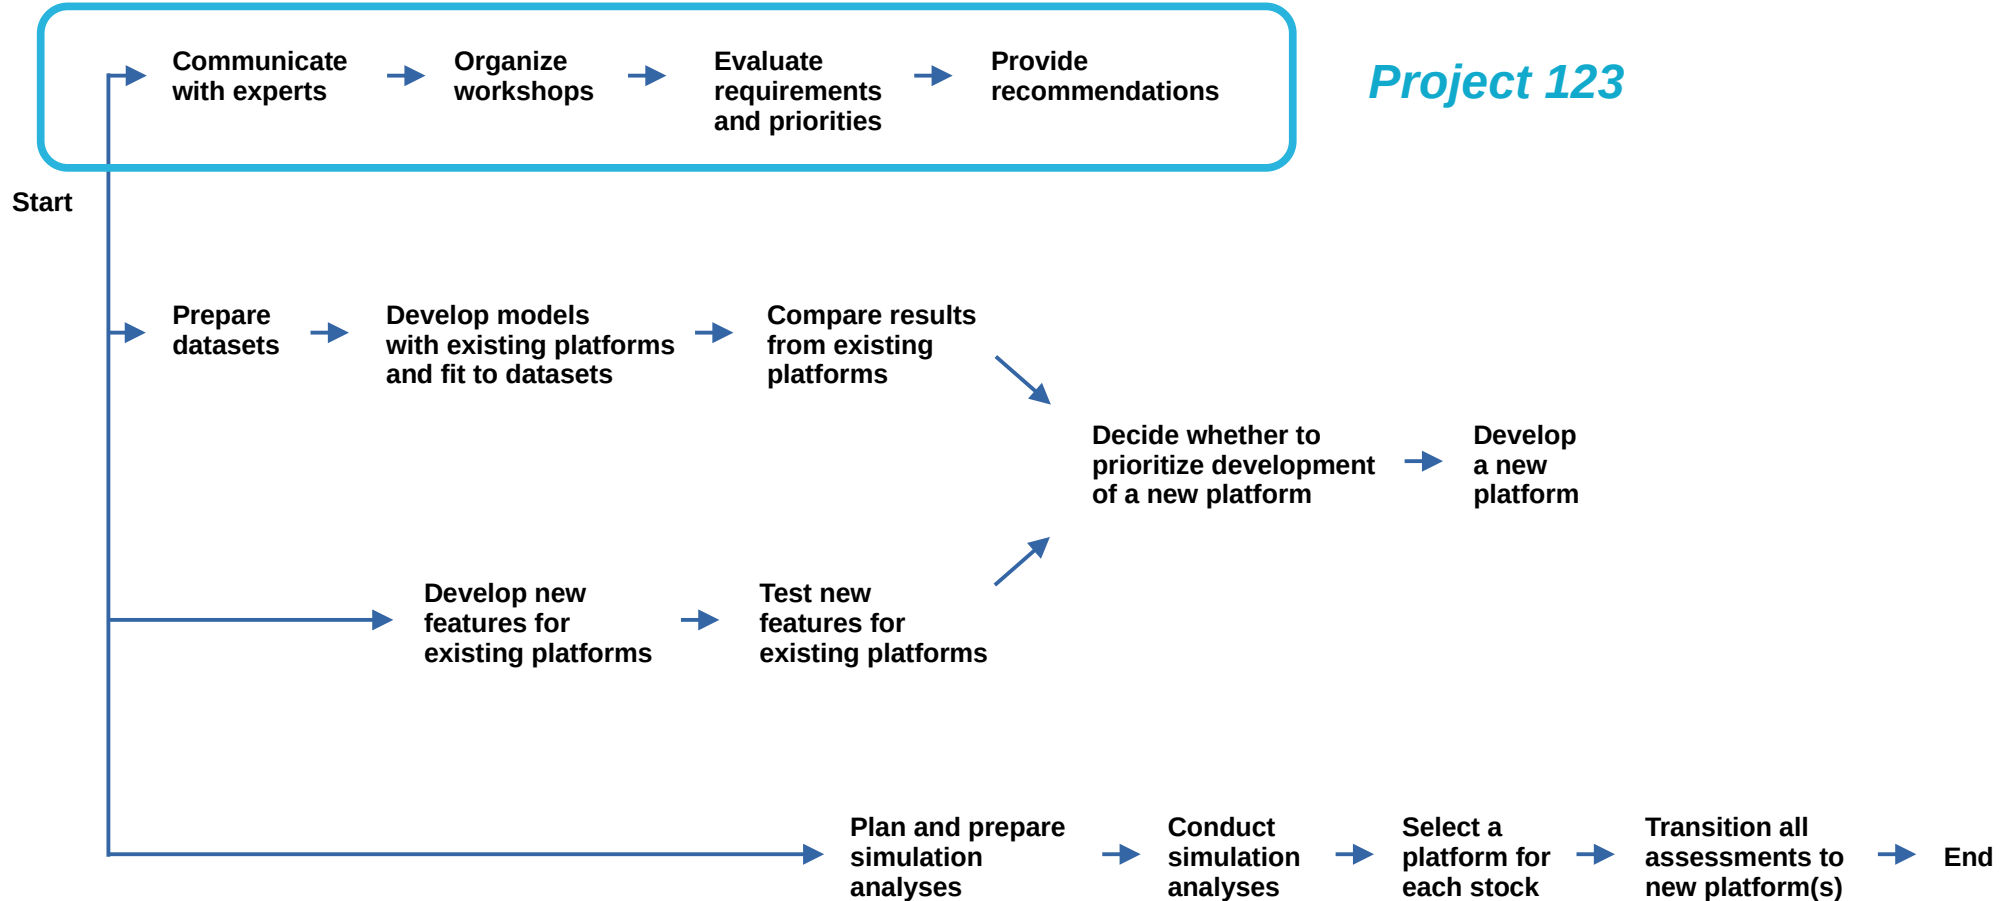 Communicate
with experts
Organize
workshops
Evaluate
requirements
and priorities
Provide
recommendations
Project 123
Start
Prepare
datasets
Develop models
with existing platforms
and fit to datasets
Compare results
from existing
platforms
Decide whether to
prioritize development
of a new platform
Develop
a new
platform
Develop new
features for
existing platforms
Test new
features for
existing platforms
Plan and prepare
simulation
analyses
Conduct
simulation
analyses
Select a
platform for
each stock
Transition all
assessments to
new platform(s)
End